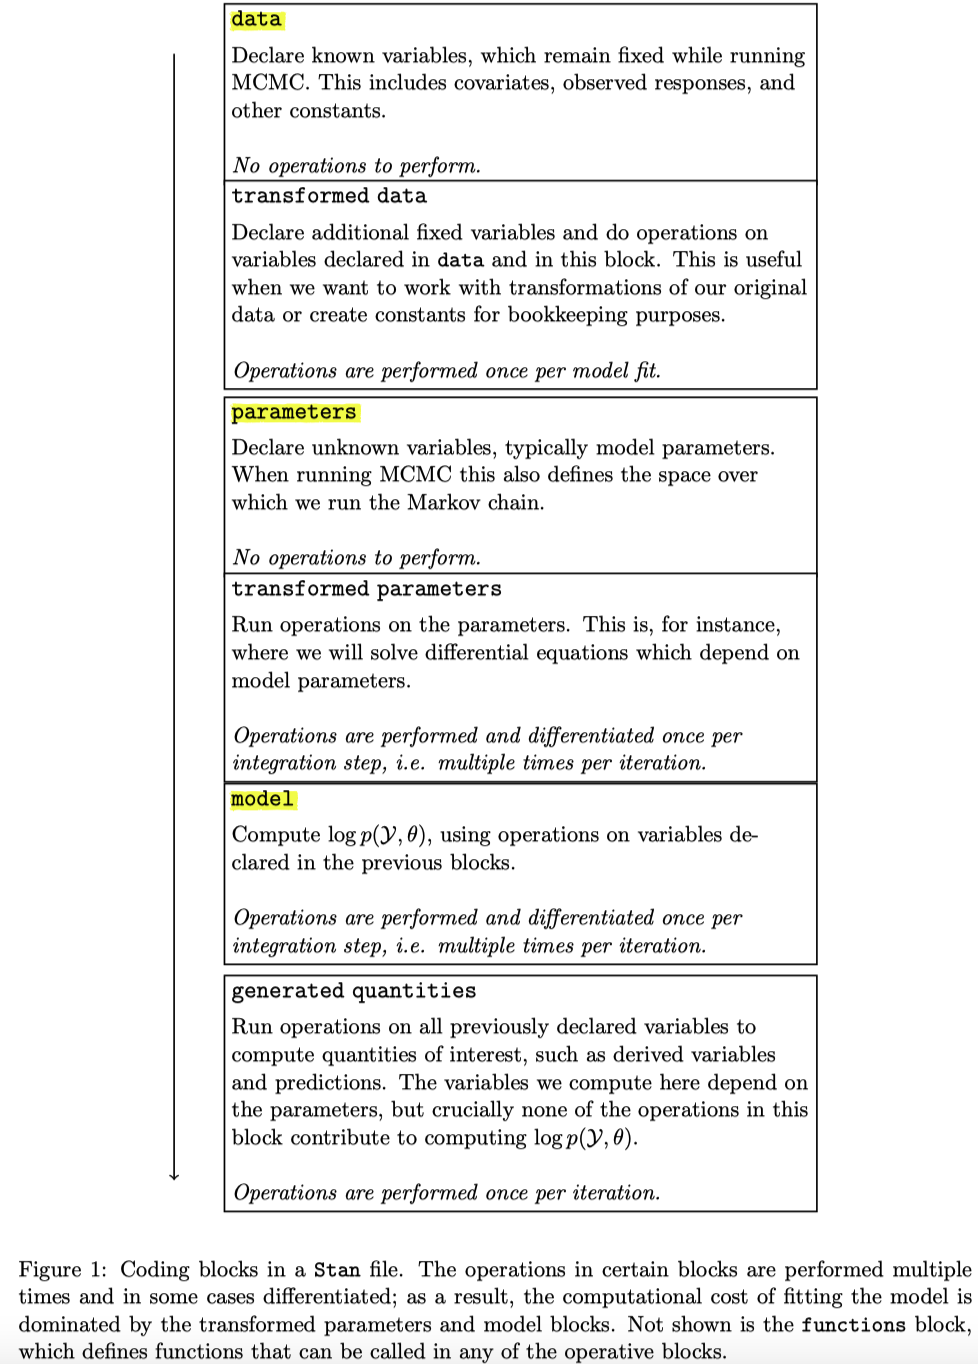 data
Declare known variables, which remain fixed while running
MCMC. This includes covariates, observed responses, and
other constants.
No operations to perform.
transformed data
Declare additional fixed variables and do operations on
variables declared in data and in this block. This is useful
when we want to work with transformations of our original
data or create constants for bookkeeping purposes.
Operations are performed once per model fit.
parameters
Declare unknown variables, typically model parameters.
When running MCMC this also defines the space over
which we run the Markov chain.
No operations to perform.
transformed parameters
Run operations on the parameters. This is, for instance,
where we will solve differential equations which depend on
model parameters.
Operations are performed and differentiated once per
integration step, i.e. multiple times per iteration.
model
Compute log p(𝒴, θ), using operations on variables de-
clared in the previous blocks.
Operations are performed and differentiated once per
integration step, i.e. multiple times per iteration.
generated quantities
Run operations on all previously declared variables to
compute quantities of interest, such as derived variables
and predictions. The variables we compute here depend on
the parameters, but crucially none of the operations in this
block contribute to computing log p(𝒴, θ).
Operations are performed once per iteration.
Figure 1: Coding blocks in a Stan file. The operations in certain blocks are performed multiple
times and in some cases differentiated; as a result, the computational cost of fitting the model is
dominated by the transformed parameters and model blocks. Not shown is the functions block,
which defines functions that can be called in any of the operative blocks.